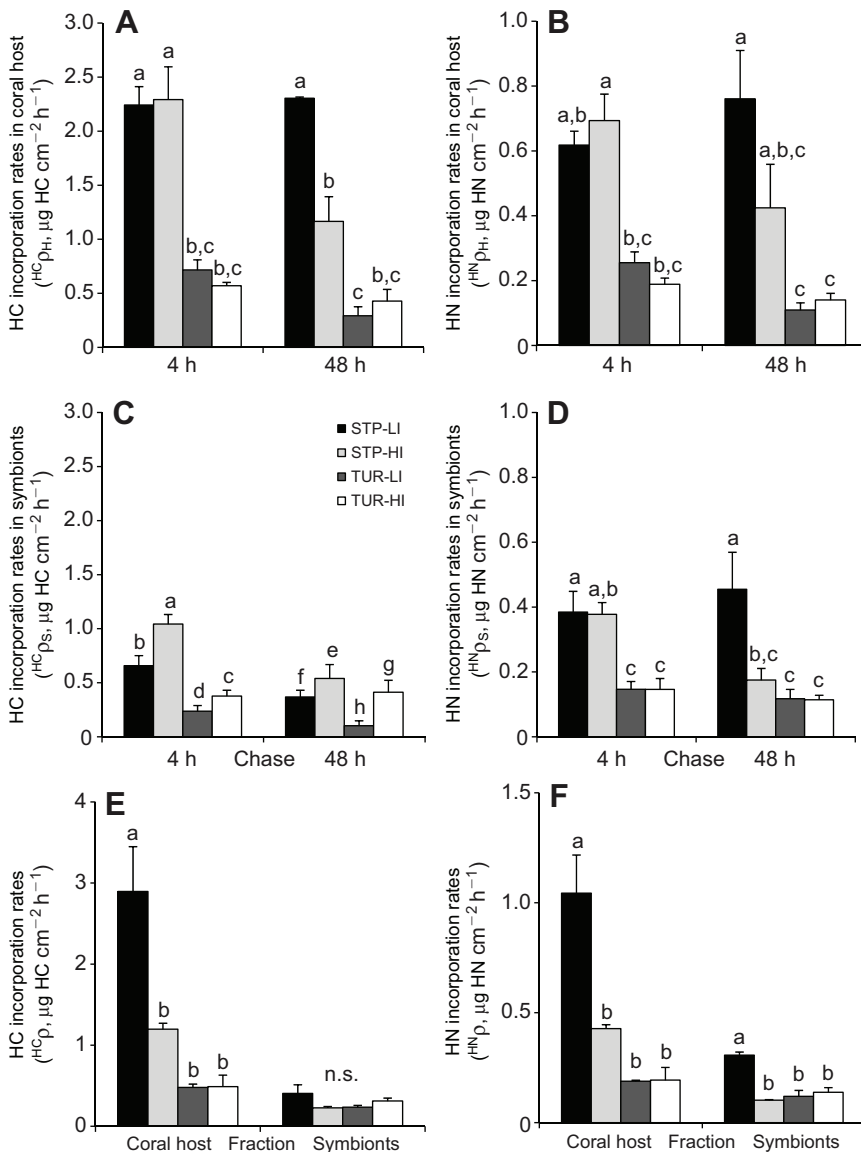 A
HC incorporation rates in coral host
(ᴴᶜρH, μg HC cm⁻² h⁻¹)
3.0
2.5
2.0
1.5
1.0
0.5
0
a
a
b,c
b,c
a
b
c
b,c
4 h
48 h
B
HN incorporation rates in coral host
(ᴴᴺρH, μg HN cm⁻² h⁻¹)
1.0
0.8
0.6
0.4
0.2
0
a,b
a
b,c
b,c
a
a,b,c
c
c
4 h
48 h
C
HC incorporation rates in symbionts
(ᴴᶜρS, μg HC cm⁻² h⁻¹)
3.0
2.5
2.0
1.5
1.0
0.5
0
STP-LI
STP-HI
TUR-LI
TUR-HI
b
a
d
c
f
e
h
g
4 h Chase 48 h
D
HN incorporation rates in symbionts
(ᴴᴺρS, μg HN cm⁻² h⁻¹)
1.0
0.8
0.6
0.4
0.2
0
a
a,b
c
c
a
b,c
c
c
4 h Chase 48 h
E
HC incorporation rates
(ᴴᶜρ, μg HC cm⁻² h⁻¹)
4
3
2
1
0
a
b
b
b
n.s.
Coral host Fraction Symbionts
F
HN incorporation rates
(ᴴᴺρ, μg HN cm⁻² h⁻¹)
1.5
1.0
0.5
0
a
b
b
b
a
b
b
b
Coral host Fraction Symbionts